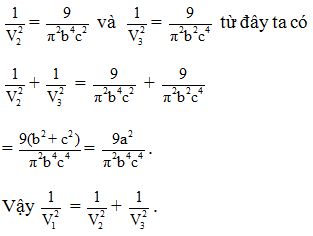 1/V₂² = 9/π²b⁴c² và 1/V₃² = 9/π²b²c⁴ từ đây ta có
1/V₂² + 1/V₃² = 9/π²b⁴c² + 9/π²b²c⁴
= 9(b² + c²)/π²b⁴c⁴ = 9a²/π²b⁴c⁴ .
Vậy 1/V₁² = 1/V₂² + 1/V₃² .